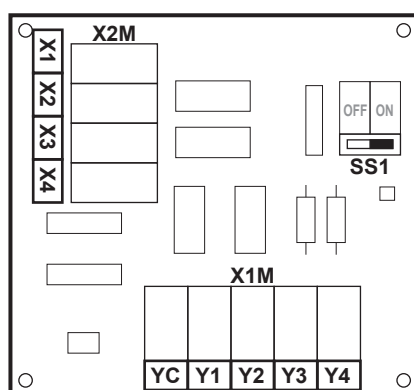 X2M
X1
X2
X3
X4
OFF ON
SS1
X1M
YC Y1 Y2 Y3 Y4